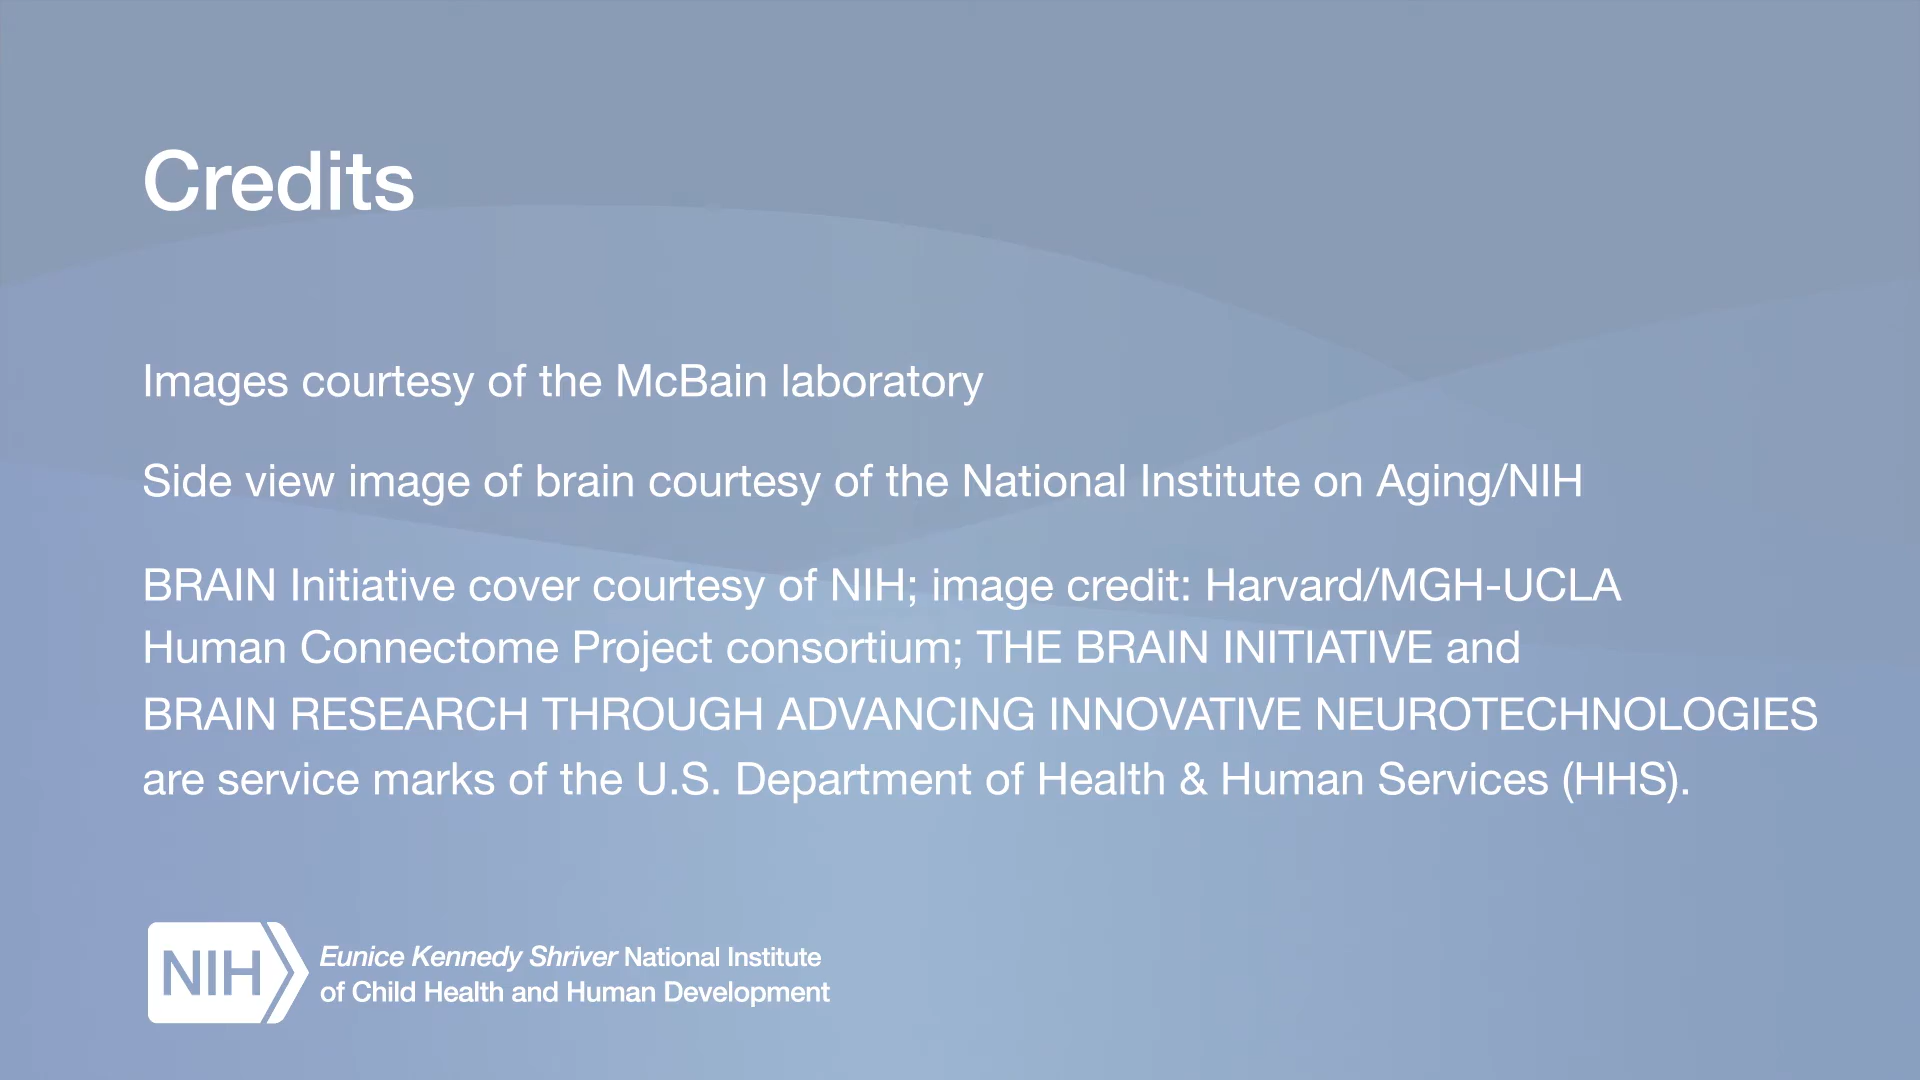 Credits
Images courtesy of the McBain laboratory
Side view image of brain courtesy of the National Institute on Aging/NIH
BRAIN Initiative cover courtesy of NIH; image credit: Harvard/MGH-UCLA
Human Connectome Project consortium; THE BRAIN INITIATIVE and
BRAIN RESEARCH THROUGH ADVANCING INNOVATIVE NEUROTECHNOLOGIES
are service marks of the U.S. Department of Health & Human Services (HHS).
NIH
Eunice Kennedy Shriver National Institute
of Child Health and Human Development